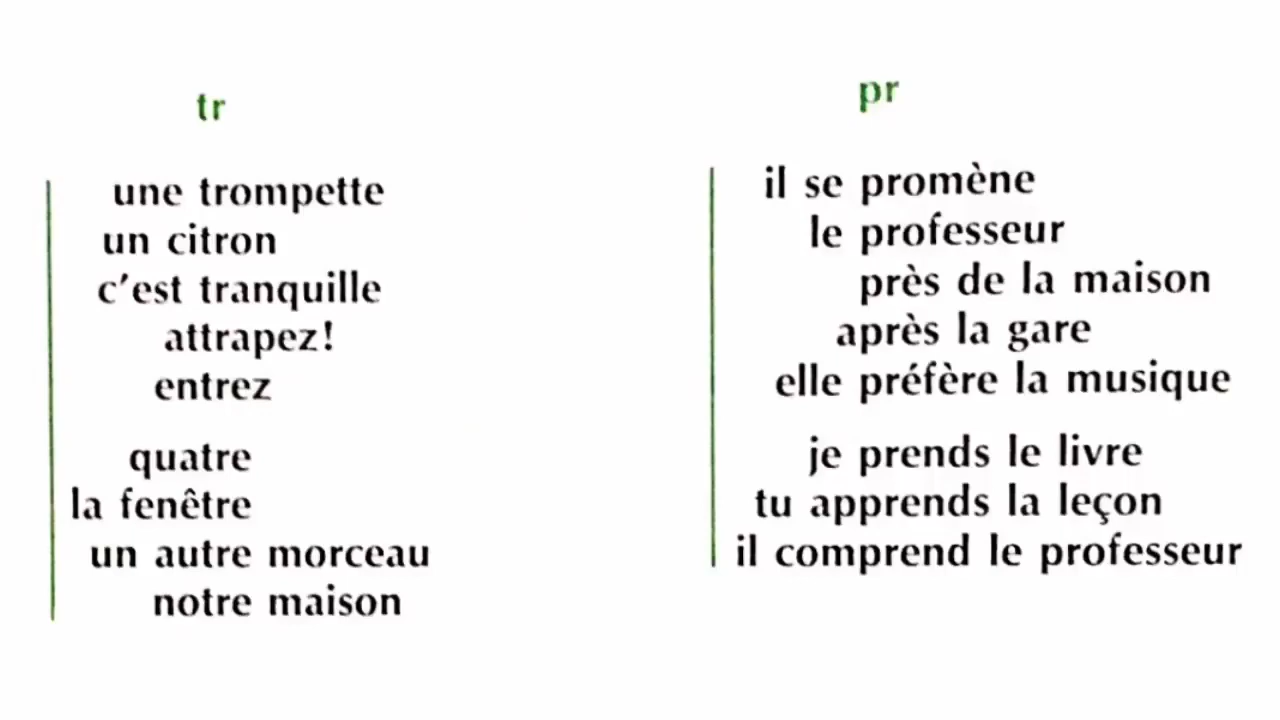 tr
une trompette
un citron
c'est tranquille
attrapez!
entrez
quatre
la fenêtre
un autre morceau
notre maison
pr
il se promène
le professeur
près de la maison
après la gare
elle préfère la musique
je prends le livre
tu apprends la leçon
il comprend le professeur